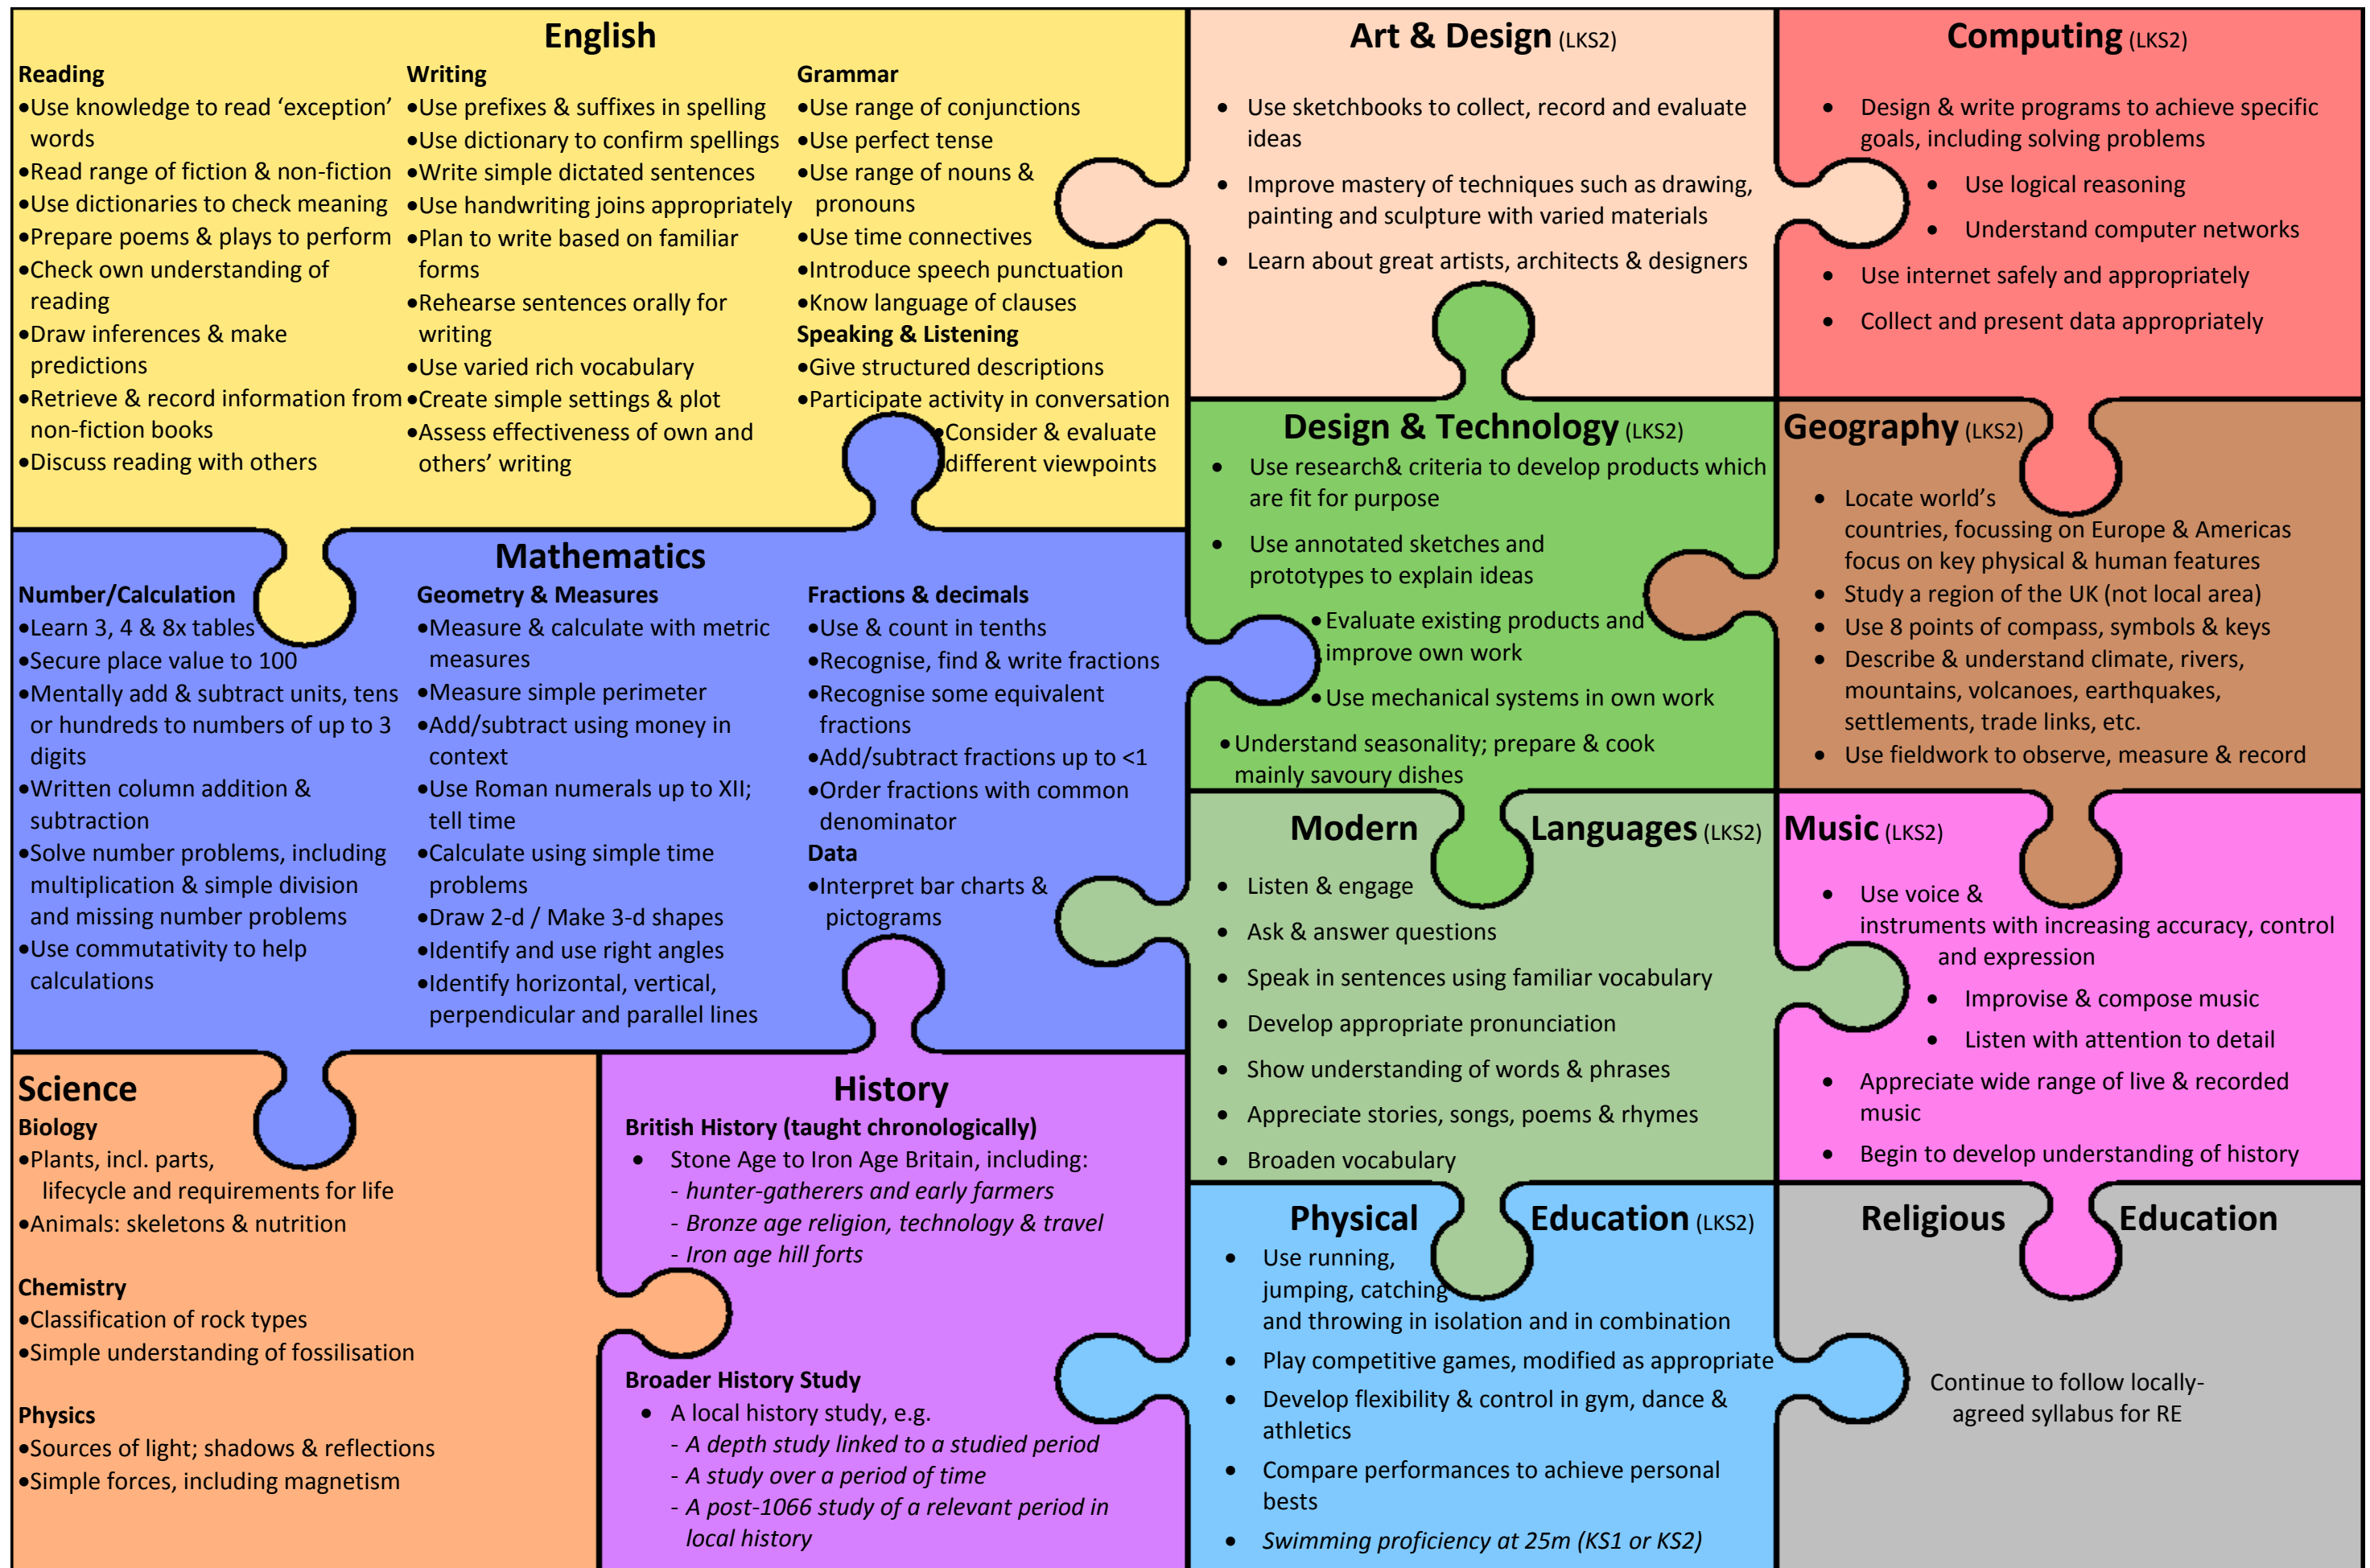 English
Reading
•Use knowledge to read ‘exception’
words
•Read range of fiction & non-fiction
•Use dictionaries to check meaning
•Prepare poems & plays to perform
•Check own understanding of
reading
•Draw inferences & make
predictions
•Retrieve & record information from
non-fiction books
•Discuss reading with others
Writing
•Use prefixes & suffixes in spelling
•Use dictionary to confirm spellings
•Write simple dictated sentences
•Use handwriting joins appropriately
•Plan to write based on familiar
forms
•Rehearse sentences orally for
writing
•Use varied rich vocabulary
•Create simple settings & plot
•Assess effectiveness of own and
others’ writing
Grammar
•Use range of conjunctions
•Use perfect tense
•Use range of nouns &
pronouns
•Use time connectives
•Introduce speech punctuation
•Know language of clauses
Speaking & Listening
•Give structured descriptions
•Participate activity in conversation
•Consider & evaluate
different viewpoints
Art & Design (LKS2)
• Use sketchbooks to collect, record and evaluate
ideas
• Improve mastery of techniques such as drawing,
painting and sculpture with varied materials
• Learn about great artists, architects & designers
Computing (LKS2)
• Design & write programs to achieve specific
goals, including solving problems
• Use logical reasoning
• Understand computer networks
• Use internet safely and appropriately
• Collect and present data appropriately
Mathematics
Number/Calculation
•Learn 3, 4 & 8x tables
•Secure place value to 100
•Mentally add & subtract units, tens
or hundreds to numbers of up to 3
digits
•Written column addition &
subtraction
•Solve number problems, including
multiplication & simple division
and missing number problems
•Use commutativity to help
calculations
Geometry & Measures
•Measure & calculate with metric
measures
•Measure simple perimeter
•Add/subtract using money in
context
•Use Roman numerals up to XII;
tell time
•Calculate using simple time
problems
•Draw 2-d / Make 3-d shapes
•Identify and use right angles
•Identify horizontal, vertical,
perpendicular and parallel lines
Fractions & decimals
•Use & count in tenths
•Recognise, find & write fractions
•Recognise some equivalent
fractions
•Add/subtract fractions up to <1
•Order fractions with common
denominator
Data
•Interpret bar charts &
pictograms
Design & Technology (LKS2)
• Use research& criteria to develop products which
are fit for purpose
• Use annotated sketches and
prototypes to explain ideas
•Evaluate existing products and
improve own work
•Use mechanical systems in own work
•Understand seasonality; prepare & cook
mainly savoury dishes
Geography (LKS2)
• Locate world’s
countries, focussing on Europe & Americas
focus on key physical & human features
• Study a region of the UK (not local area)
• Use 8 points of compass, symbols & keys
• Describe & understand climate, rivers,
mountains, volcanoes, earthquakes,
settlements, trade links, etc.
• Use fieldwork to observe, measure & record
Modern Languages (LKS2)
• Listen & engage
• Ask & answer questions
• Speak in sentences using familiar vocabulary
• Develop appropriate pronunciation
• Show understanding of words & phrases
• Appreciate stories, songs, poems & rhymes
• Broaden vocabulary
Music (LKS2)
• Use voice &
instruments with increasing accuracy, control
and expression
• Improvise & compose music
• Listen with attention to detail
• Appreciate wide range of live & recorded
music
• Begin to develop understanding of history
Science
Biology
•Plants, incl. parts,
lifecycle and requirements for life
•Animals: skeletons & nutrition
Chemistry
•Classification of rock types
•Simple understanding of fossilisation
Physics
•Sources of light; shadows & reflections
•Simple forces, including magnetism
History
British History (taught chronologically)
• Stone Age to Iron Age Britain, including:
- hunter-gatherers and early farmers
- Bronze age religion, technology & travel
- Iron age hill forts
Broader History Study
• A local history study, e.g.
- A depth study linked to a studied period
- A study over a period of time
- A post-1066 study of a relevant period in
local history
Physical Education (LKS2)
• Use running,
jumping, catching
and throwing in isolation and in combination
• Play competitive games, modified as appropriate
• Develop flexibility & control in gym, dance &
athletics
• Compare performances to achieve personal
bests
• Swimming proficiency at 25m (KS1 or KS2)
Religious Education
Continue to follow locally-
agreed syllabus for RE